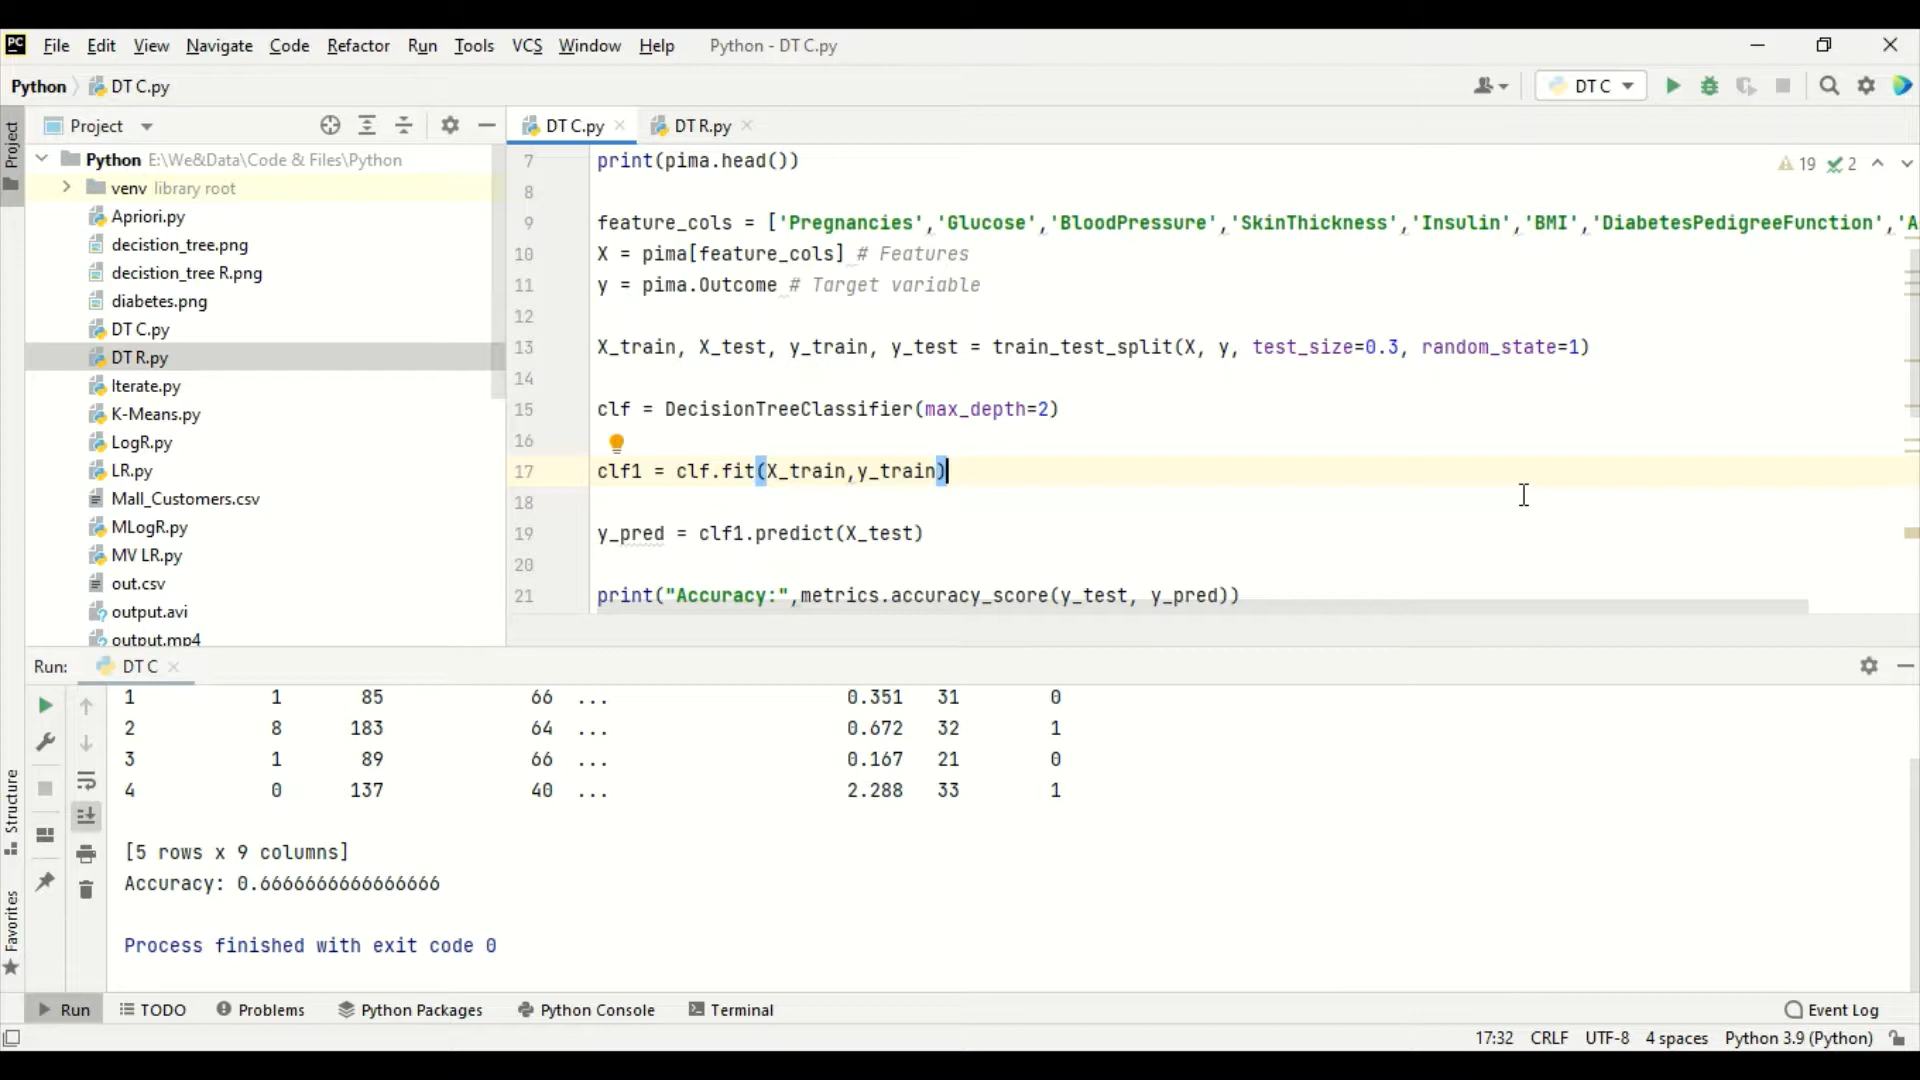 PC File Edit View Navigate Code Refactor Run Tools VCS Window Help Python - DT C.py
Python DT C.py DT C
Project DT C.py DT R.py
Project
Python E:\We&Data\Code & Files\Python
venv library root
Apriori.py
decistion_tree.png
decistion_tree R.png
diabetes.png
DT C.py
DT R.py
Iterate.py
K-Means.py
LogR.py
LR.py
Mall_Customers.csv
MLogR.py
MV LR.py
out.csv
output.avi
output.mp4
19 2
7 print(pima.head())
8
9 feature_cols = ['Pregnancies','Glucose','BloodPressure','SkinThickness','Insulin','BMI','DiabetesPedigreeFunction','A
10 X = pima[feature_cols] # Features
11 y = pima.Outcome # Target variable
12
13 X_train, X_test, y_train, y_test = train_test_split(X, y, test_size=0.3, random_state=1)
14
15 clf = DecisionTreeClassifier(max_depth=2)
16
17 clf1 = clf.fit(X_train,y_train)
18
19 y_pred = clf1.predict(X_test)
20
21 print("Accuracy:",metrics.accuracy_score(y_test, y_pred))
Run: DT C
1 1 85 66 ... 0.351 31 0
2 8 183 64 ... 0.672 32 1
3 1 89 66 ... 0.167 21 0
4 0 137 40 ... 2.288 33 1
[5 rows x 9 columns]
Accuracy: 0.6666666666666666
Process finished with exit code 0
Structure
Favorites
Run TODO Problems Python Packages Python Console Terminal Event Log
17:32 CRLF UTF-8 4 spaces Python 3.9 (Python)